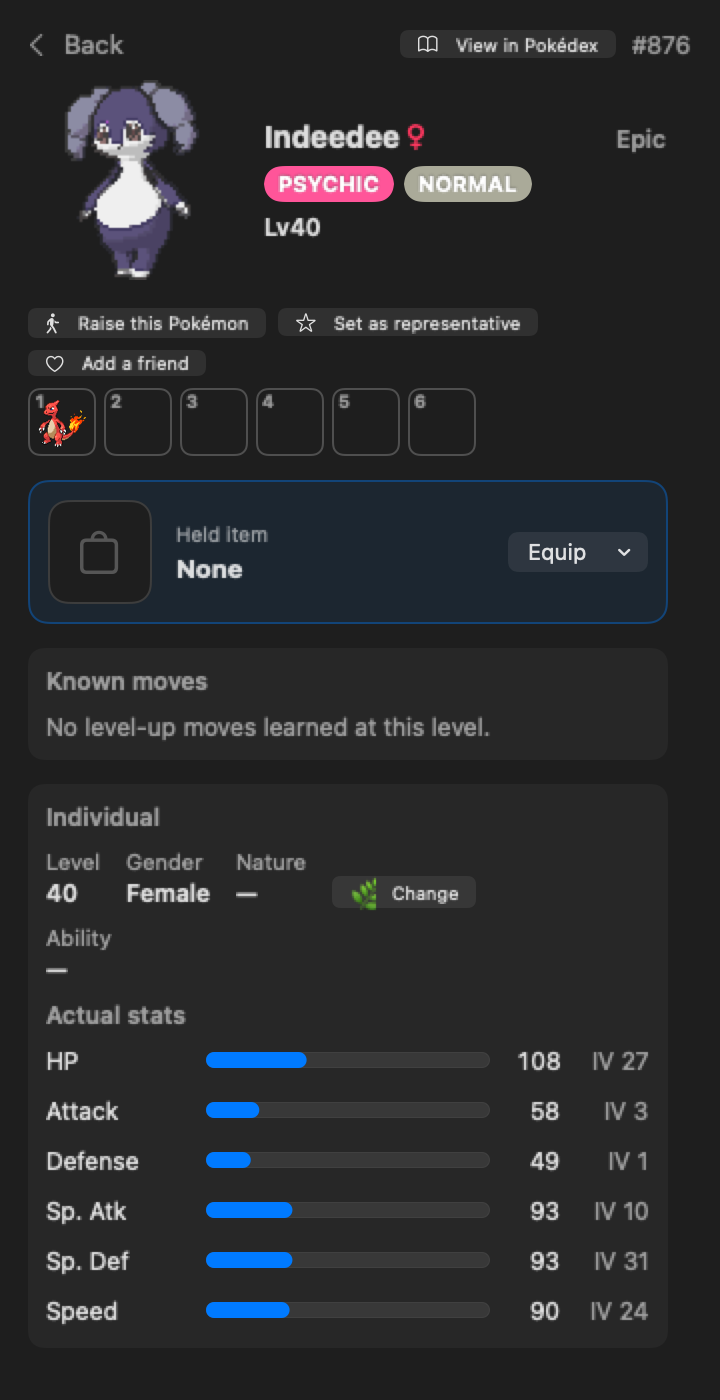 Back
View in Pokédex
#876
Indeedee♀
Epic
PSYCHIC
NORMAL
Lv40
Raise this Pokémon
Set as representative
Add a friend
1
2
3
4
5
6
Held item
None
Equip
Known moves
No level-up moves learned at this level.
Individual
Level Gender Nature
40 Female — Change
Ability
—
Actual stats
HP 108 IV 27
Attack 58 IV 3
Defense 49 IV 1
Sp. Atk 93 IV 10
Sp. Def 93 IV 31
Speed 90 IV 24